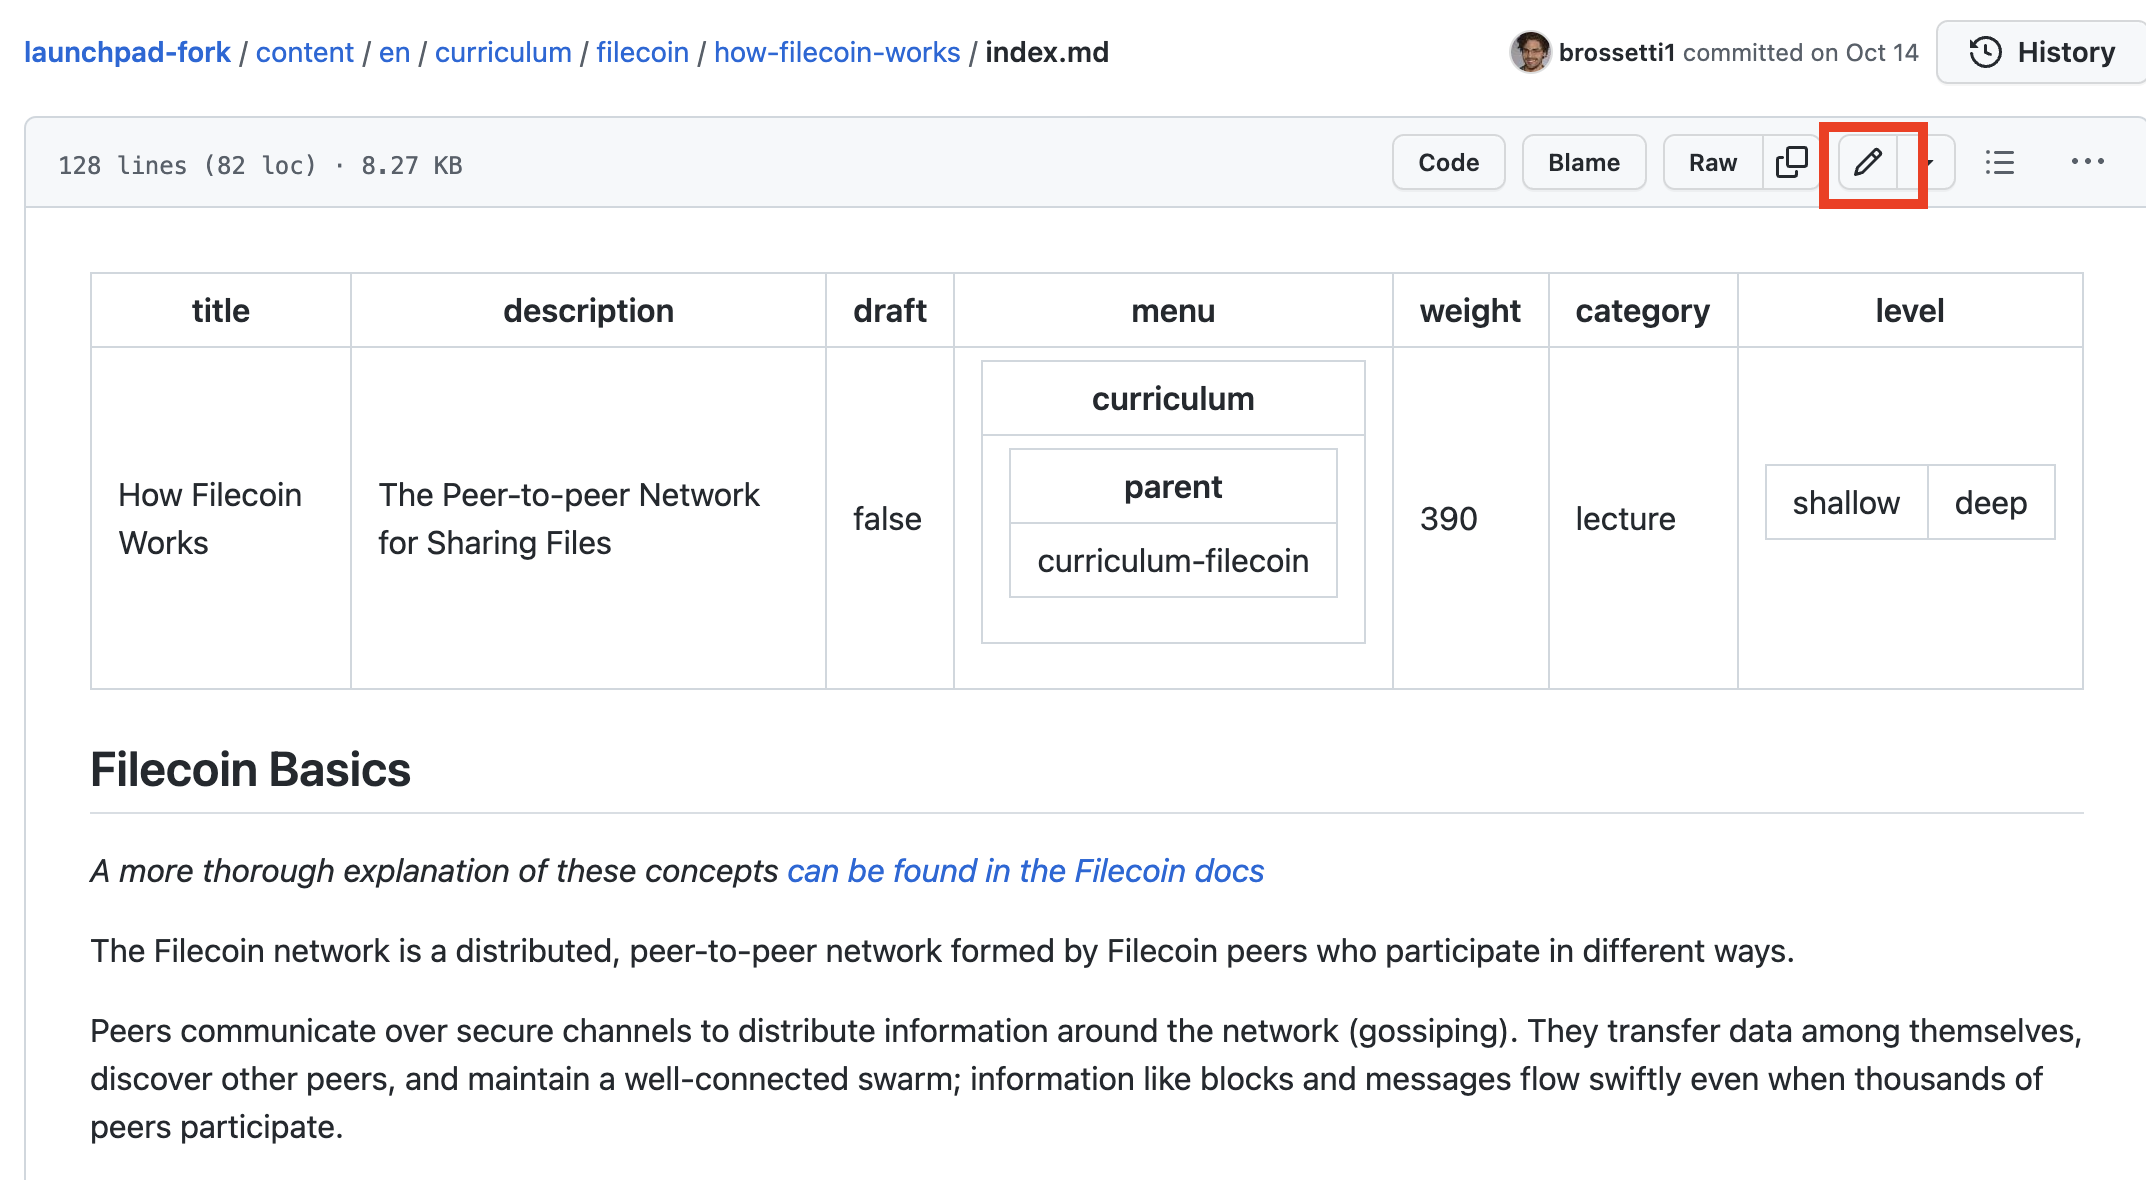 launchpad-fork / content / en / curriculum / filecoin / how-filecoin-works / index.md
brossetti1 committed on Oct 14
History
128 lines (82 loc) · 8.27 KB
Code
Blame
Raw
title description draft menu weight category level
curriculum
parent
How Filecoin
Works
The Peer-to-peer Network
for Sharing Files
false
curriculum-filecoin
390
lecture
shallow deep
Filecoin Basics
A more thorough explanation of these concepts can be found in the Filecoin docs
The Filecoin network is a distributed, peer-to-peer network formed by Filecoin peers who participate in different ways.
Peers communicate over secure channels to distribute information around the network (gossiping). They transfer data among themselves,
discover other peers, and maintain a well-connected swarm; information like blocks and messages flow swiftly even when thousands of
peers participate.